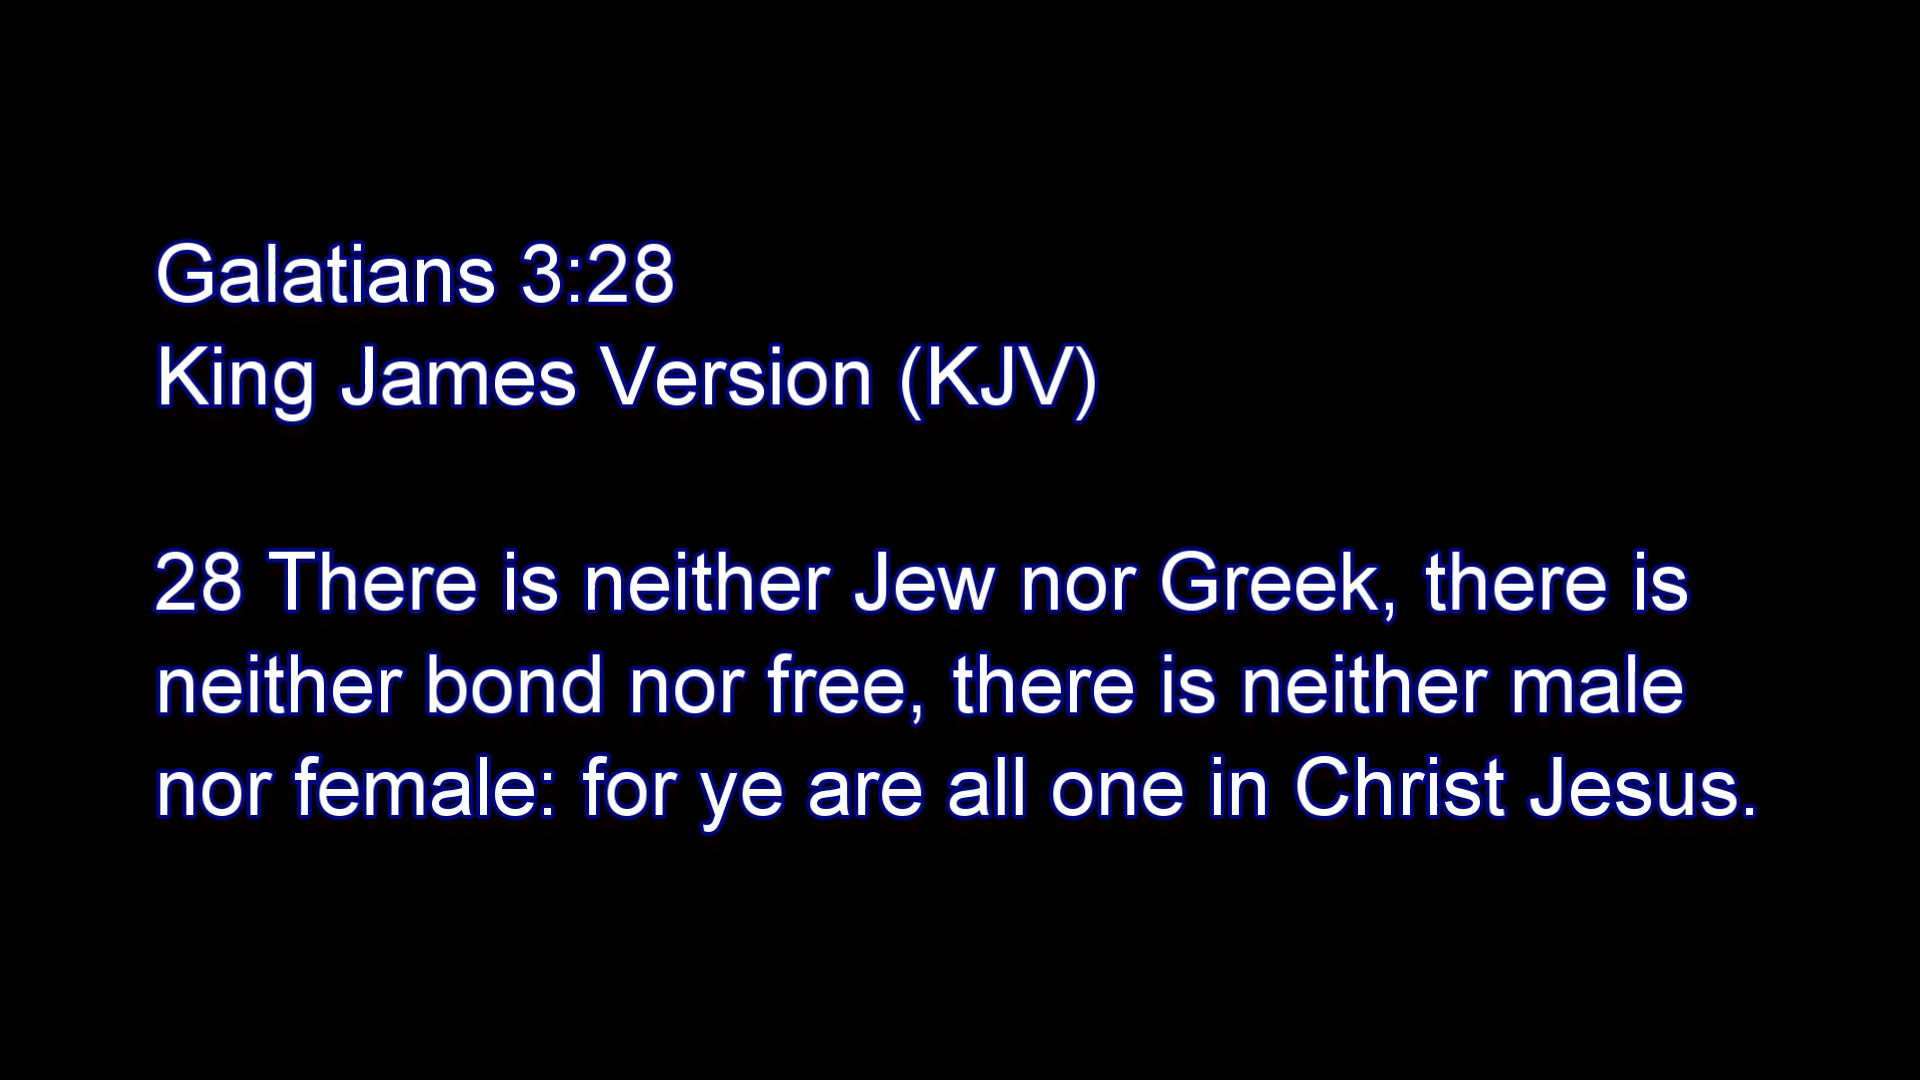 Galatians 3:28
King James Version (KJV)
28 There is neither Jew nor Greek, there is
neither bond nor free, there is neither male
nor female: for ye are all one in Christ Jesus.